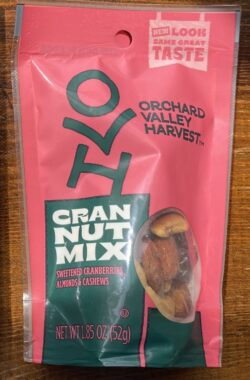 NEW LOOK
SAME GREAT
TASTE
OVH
ORCHARD
VALLEY
HARVEST™
CRAN
NUT
MIX
SWEETENED CRANBERRIES,
ALMONDS & CASHEWS
U
NET WT 1.85 OZ (52g)